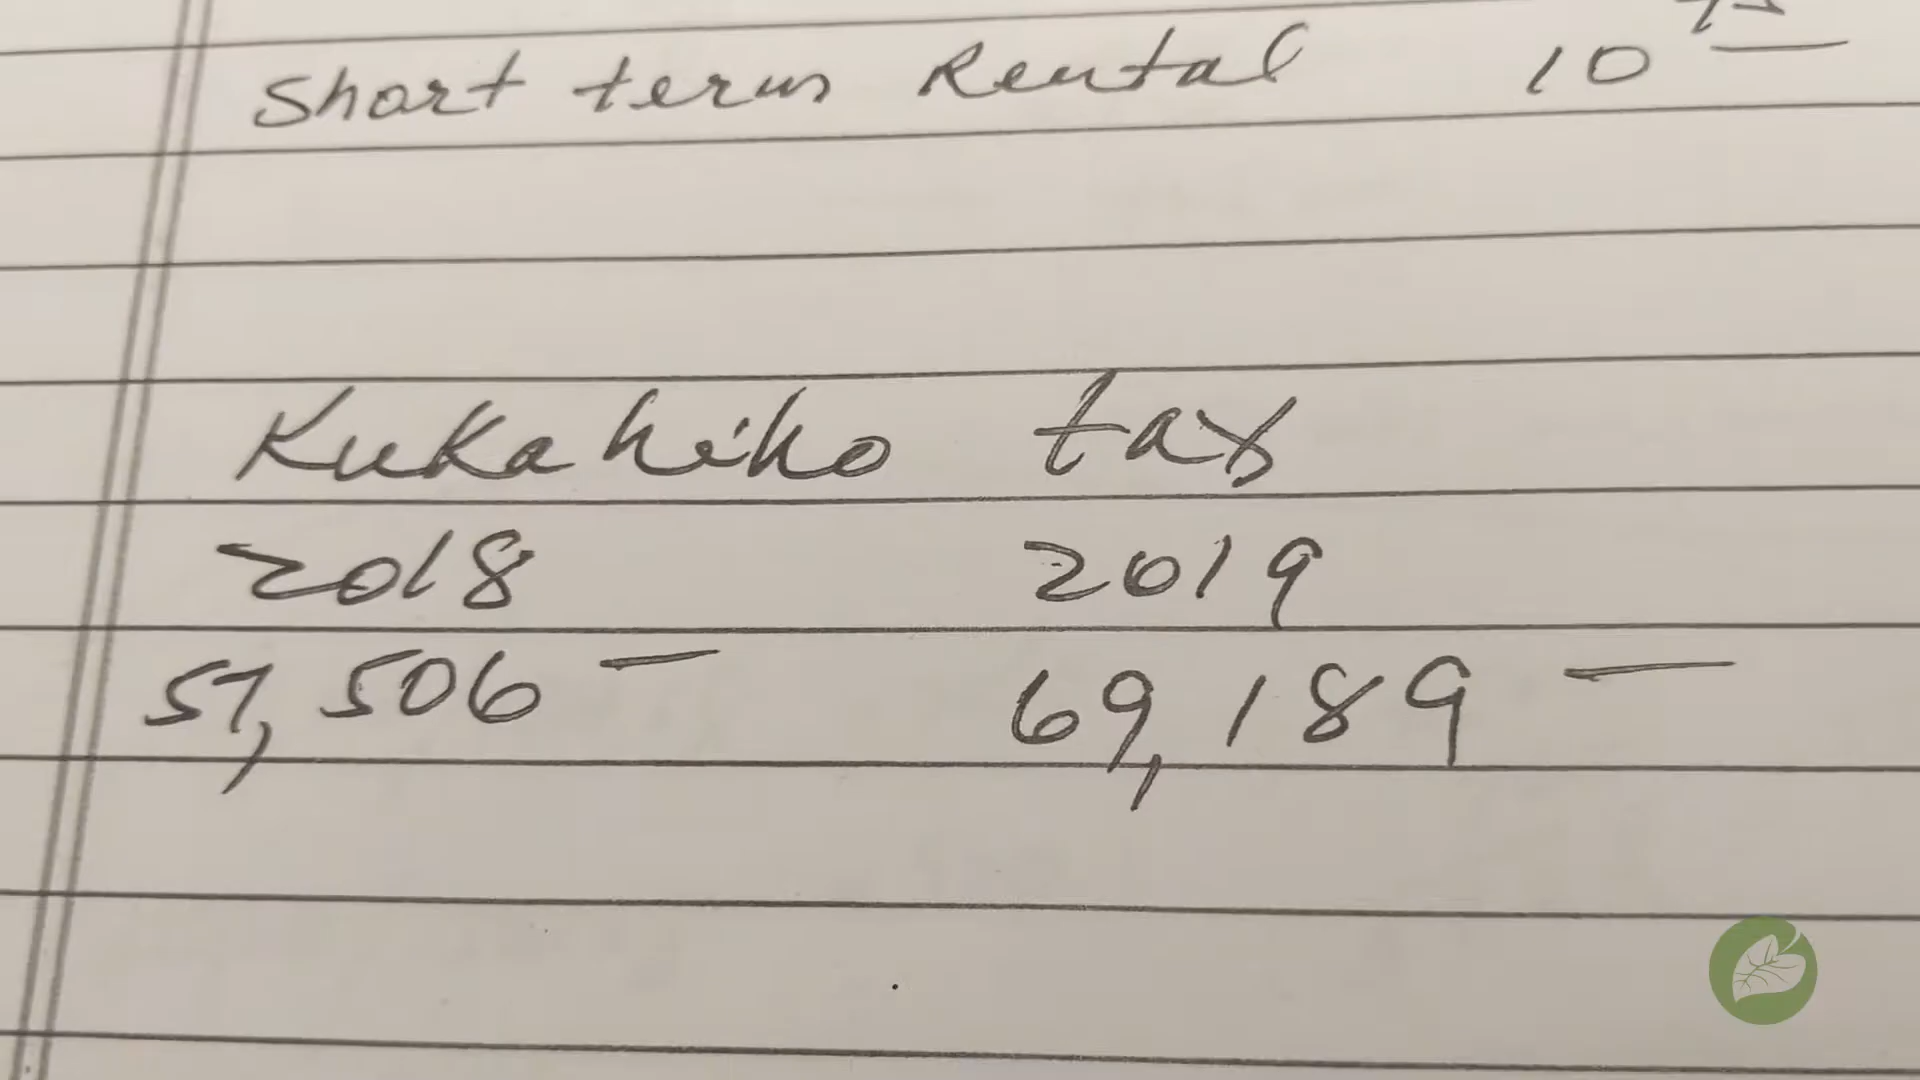 Short term Rental 10
Kukahiko tax
2018 2019
57,506 — 69,189 —